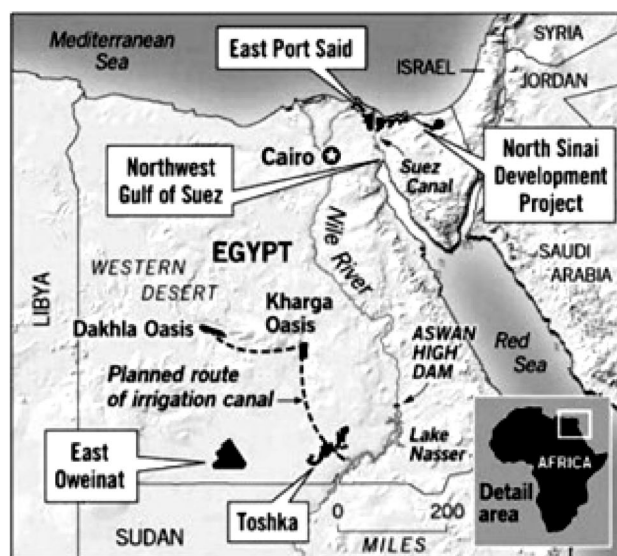 Mediterranean
Sea
East Port Said
SYRIA
ISRAEL
JORDAN
Cairo
Northwest
Gulf of Suez
Suez
Canal
North Sinai
Development
Project
Nile River
EGYPT
SAUDI
ARABIA
LIBYA
WESTERN
DESERT
Kharga
Oasis
Dakhla Oasis
ASWAN
HIGH
DAM
Red
Sea
Planned route
of irrigation canal
East
Oweinat
Lake
Nasser
Toshka
AFRICA
Detail
area
SUDAN
0 200
MILES